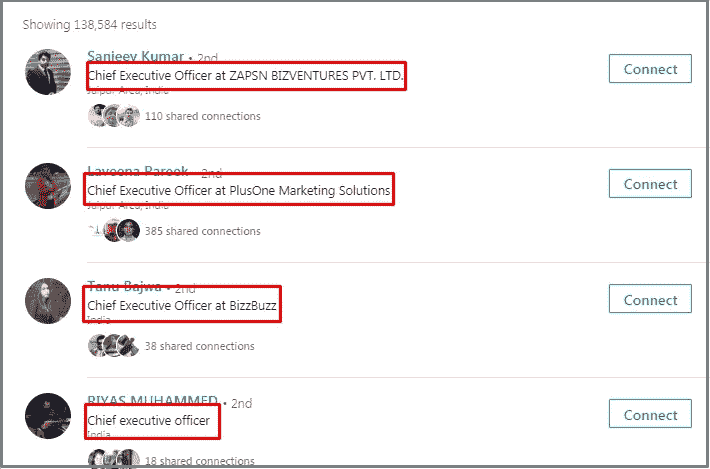 Showing 138,584 results
Sanjeev Kumar • 2nd
Chief Executive Officer at ZAPSN BIZVENTURES PVT. LTD.
Jaipur Area, India
Connect
110 shared connections
Laveena Pareek • 2nd
Chief Executive Officer at PlusOne Marketing Solutions
Jaipur Area, India
Connect
385 shared connections
Tanu Bajwa • 2nd
Chief Executive Officer at BizzBuzz
India
Connect
38 shared connections
RIYAS MUHAMMED • 2nd
Chief executive officer
India
Connect
18 shared connections